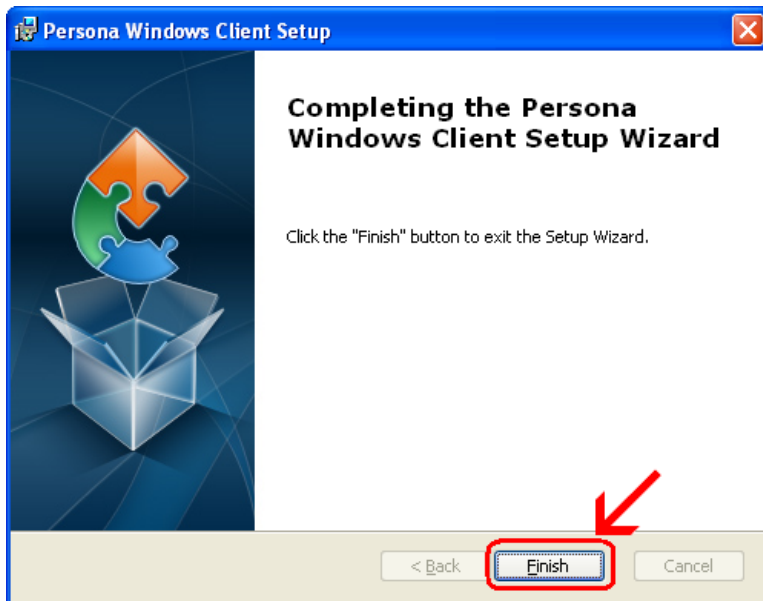 Persona Windows Client Setup
Completing the Persona
Windows Client Setup Wizard
Click the "Finish" button to exit the Setup Wizard.
< Back
Finish
Cancel